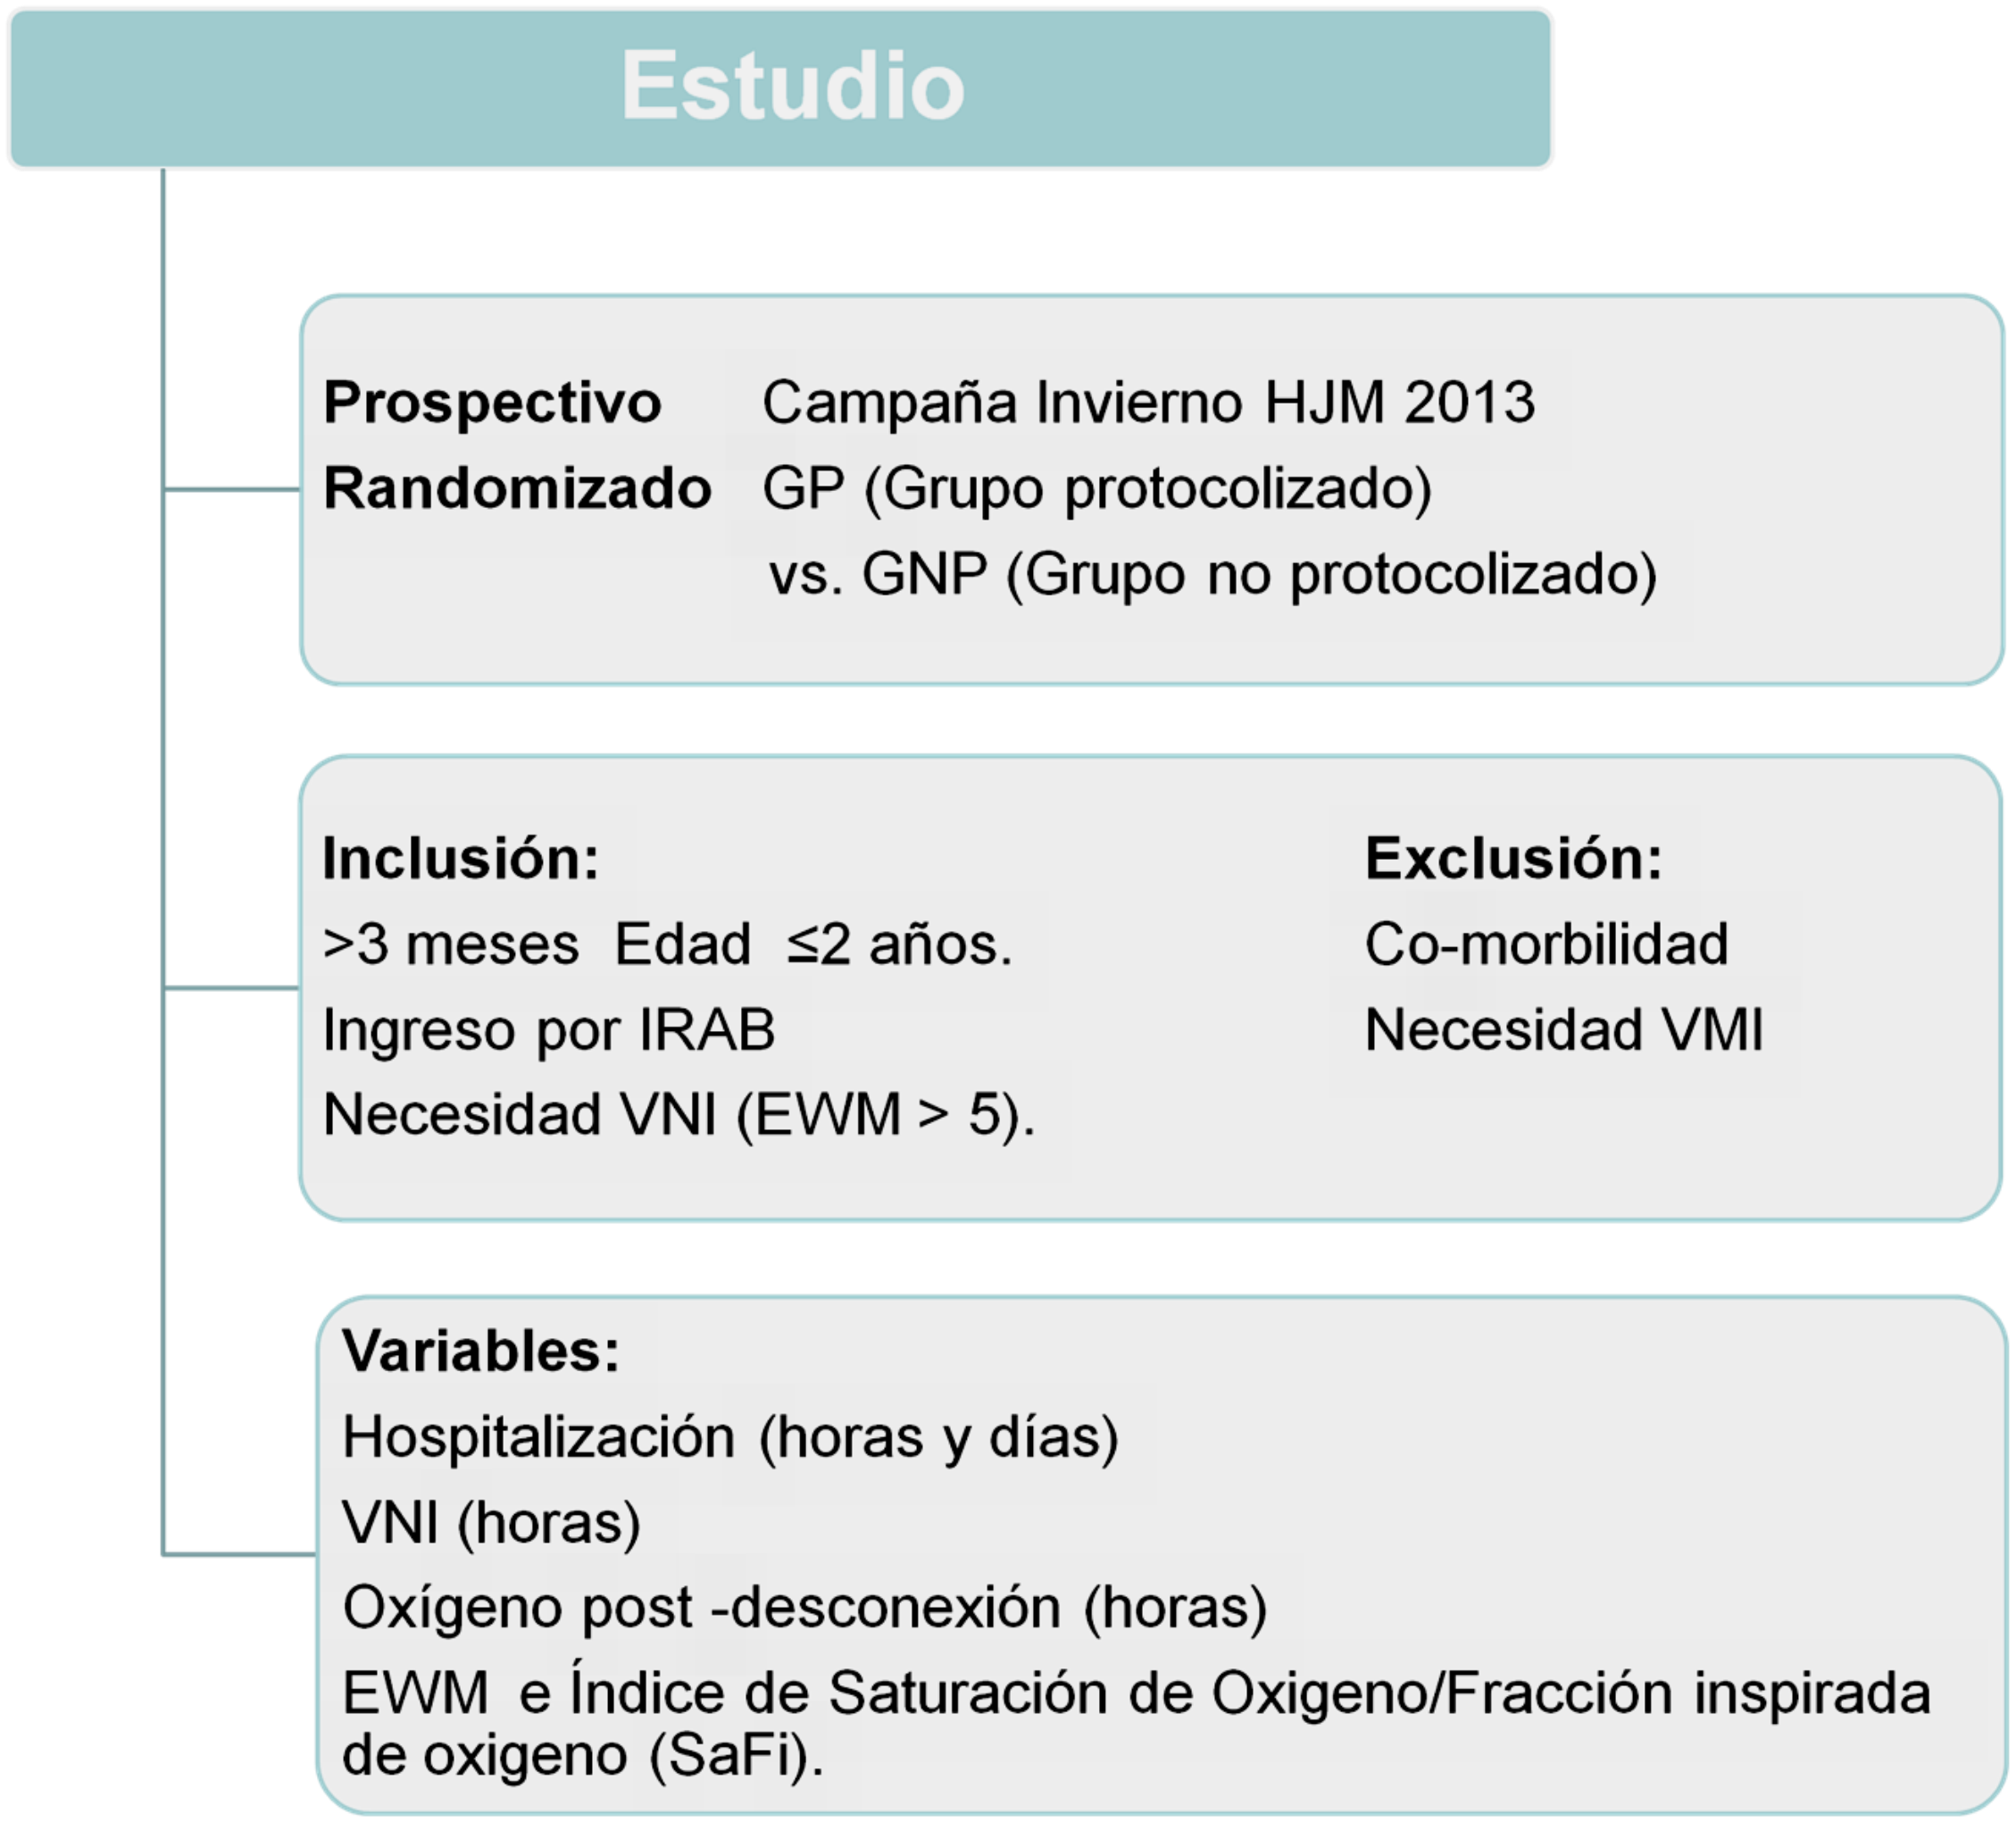 Estudio
Prospectivo Campaña Invierno HJM 2013
Randomizado GP (Grupo protocolizado)
vs. GNP (Grupo no protocolizado)
Inclusión:
>3 meses Edad ≤2 años.
Ingreso por IRAB
Necesidad VNI (EWM > 5).
Exclusión:
Co-morbilidad
Necesidad VMI
Variables:
Hospitalización (horas y días)
VNI (horas)
Oxígeno post -desconexión (horas)
EWM e Índice de Saturación de Oxigeno/Fracción inspirada
de oxigeno (SaFi).